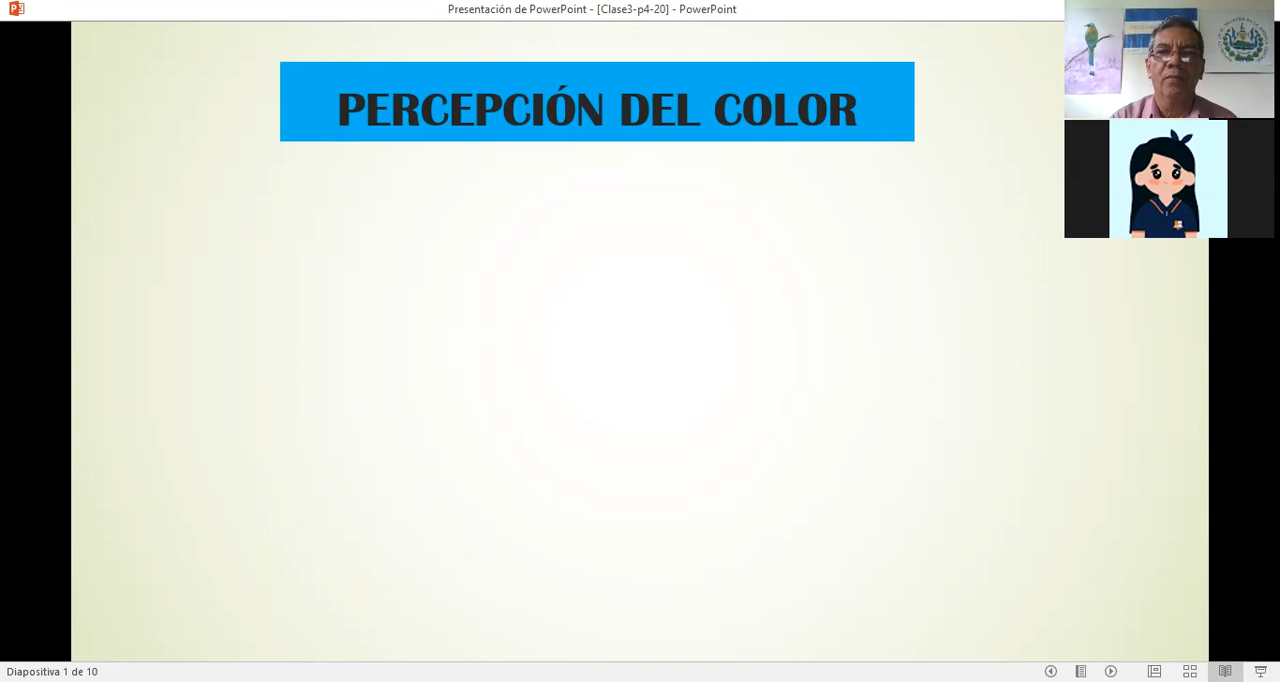 Presentación de PowerPoint - [Clase3-p4-20] - PowerPoint
PERCEPCIÓN DEL COLOR
Diapositiva 1 de 10